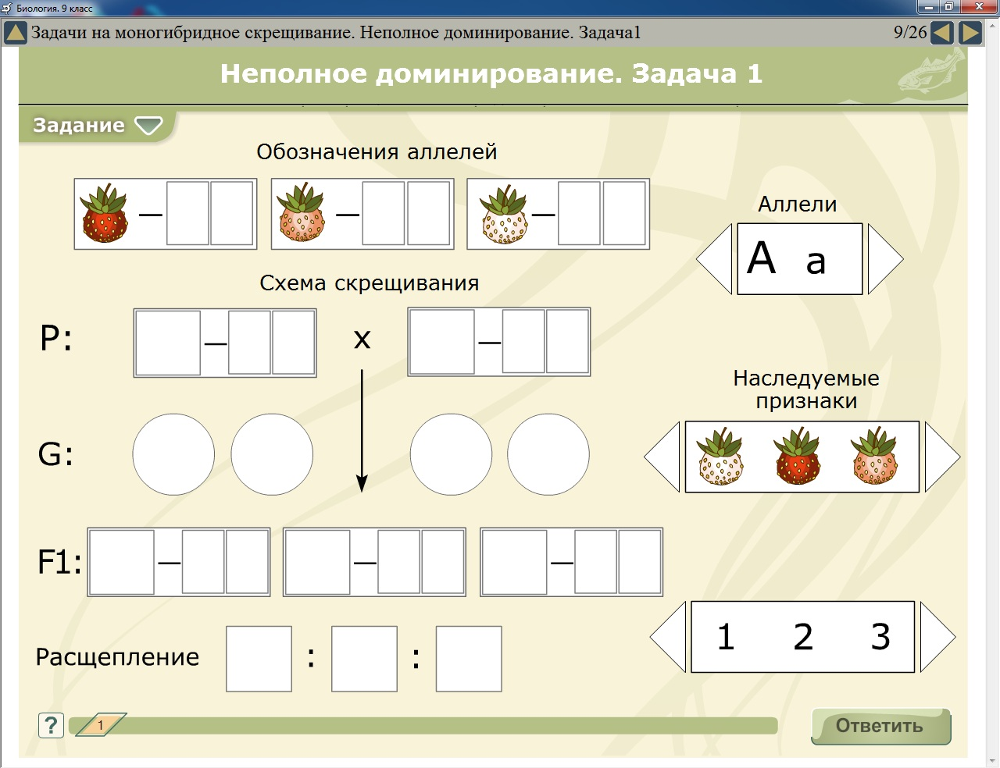 Биология. 9 класс
Задачи на моногибридное скрещивание. Неполное доминирование. Задача1 9/26
Неполное доминирование. Задача 1
Задание
Обозначения аллелей
— — —
Аллели
А а
Схема скрещивания
P: — x —
Наследуемые
признаки
G:
F1: — — —
1 2 3
Расщепление : :
? 1
Ответить